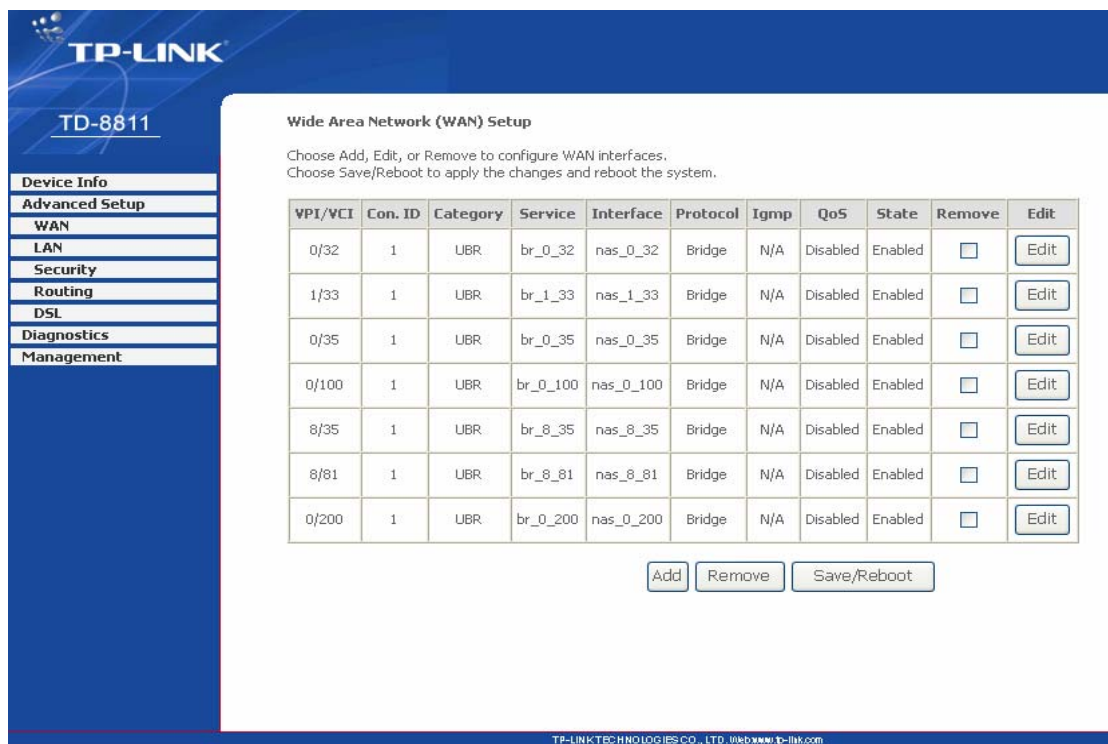 TP-LINK
TD-8811
Device Info
Advanced Setup
WAN
LAN
Security
Routing
DSL
Diagnostics
Management
Wide Area Network (WAN) Setup
Choose Add, Edit, or Remove to configure WAN interfaces.
Choose Save/Reboot to apply the changes and reboot the system.
VPI/VCI Con. ID Category Service Interface Protocol Igmp QoS State Remove Edit
0/32 1 UBR br_0_32 nas_0_32 Bridge N/A Disabled Enabled Edit
1/33 1 UBR br_1_33 nas_1_33 Bridge N/A Disabled Enabled Edit
0/35 1 UBR br_0_35 nas_0_35 Bridge N/A Disabled Enabled Edit
0/100 1 UBR br_0_100 nas_0_100 Bridge N/A Disabled Enabled Edit
8/35 1 UBR br_8_35 nas_8_35 Bridge N/A Disabled Enabled Edit
8/81 1 UBR br_8_81 nas_8_81 Bridge N/A Disabled Enabled Edit
0/200 1 UBR br_0_200 nas_0_200 Bridge N/A Disabled Enabled Edit
Add Remove Save/Reboot
TP-LINK TECHNOLOGIES CO., LTD. Web:www.tp-link.com